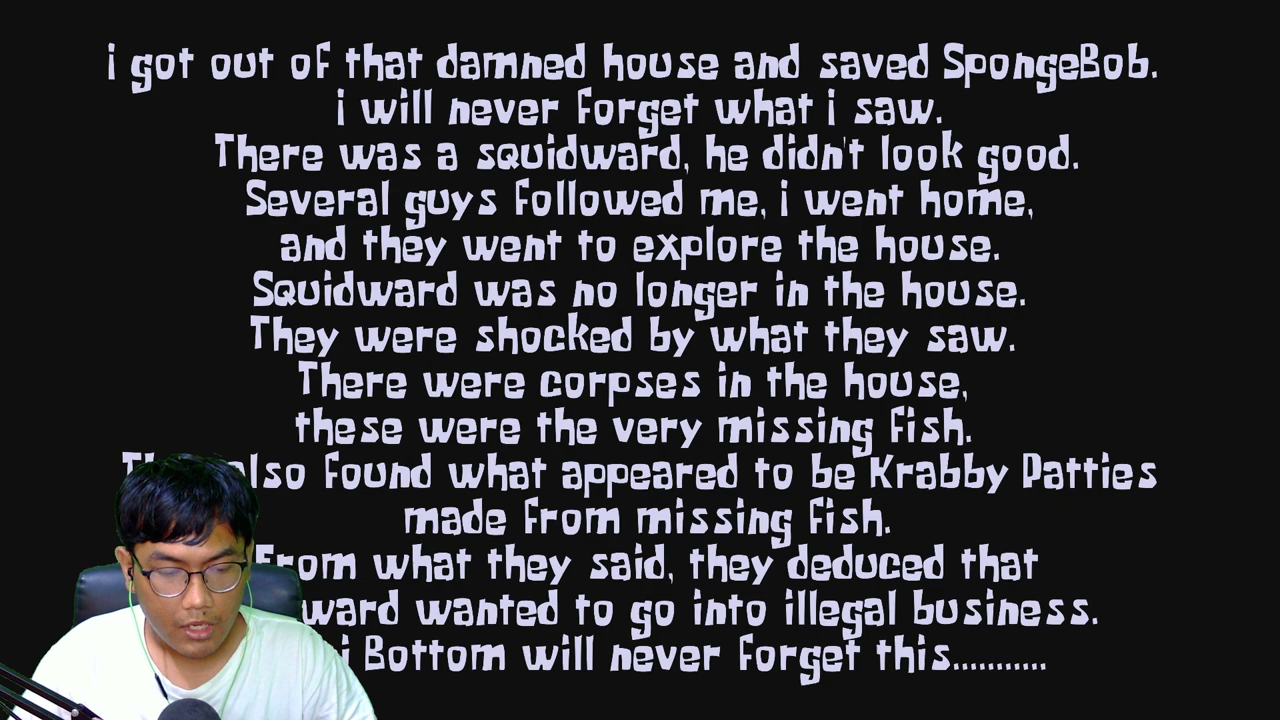 i got out of that damned house and saved SpongeBob.
i will never forget what i saw.
There was a squidward, he didn't look good.
Several guys followed me, i went home,
and they went to explore the house.
Squidward was no longer in the house.
They were shocked by what they saw.
There were corpses in the house,
these were the very missing fish.
also found what appeared to be Krabby Patties
made from missing fish.
From what they said, they deduced that
wanted to go into illegal business.
Bottom will never forget this...........